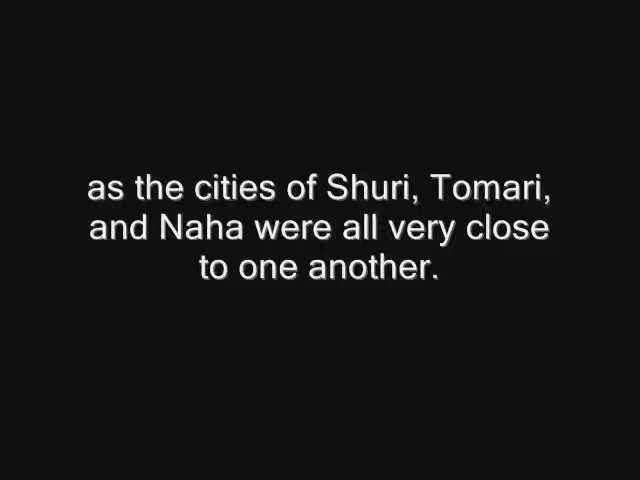 as the cities of Shuri, Tomari,
and Naha were all very close
to one another.